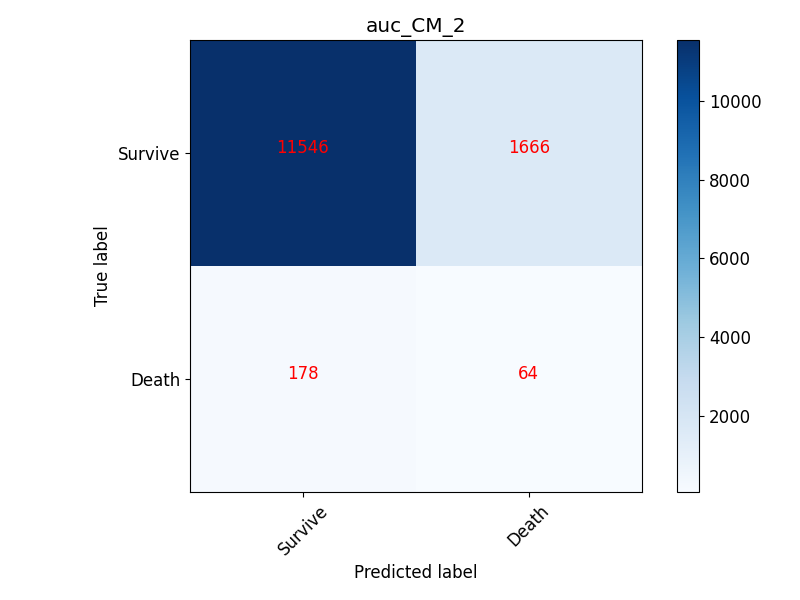 auc_CM_2
True label
Survive
Death
11546
1666
178
64
Survive
Death
Predicted label
10000
8000
6000
4000
2000